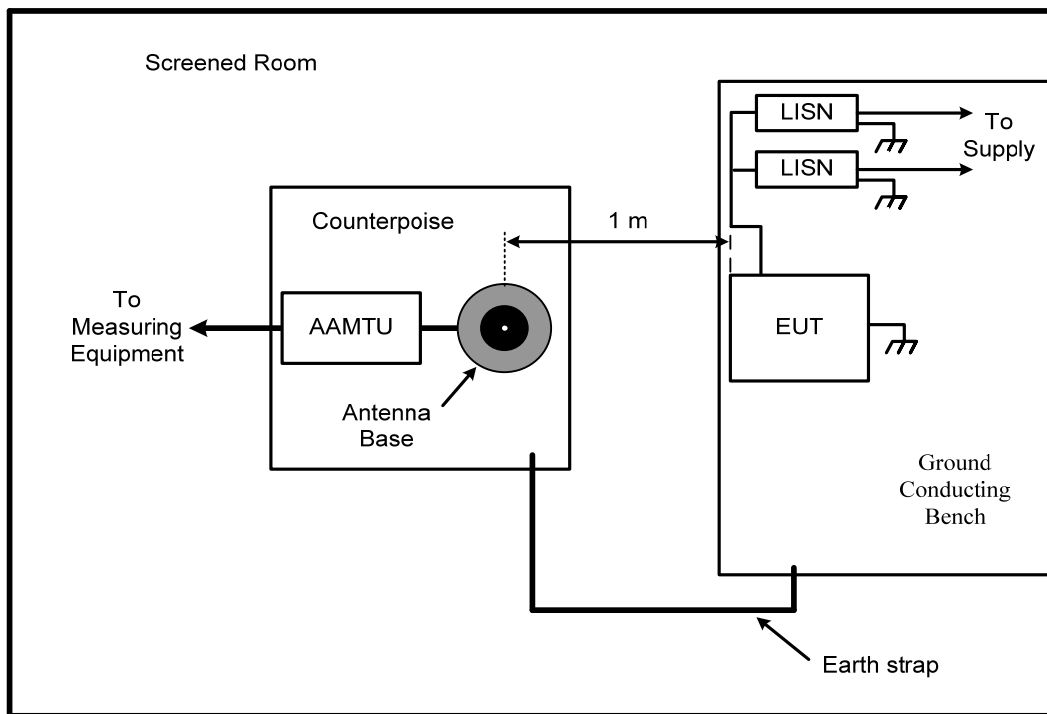 Screened Room
LISN
To
Supply
LISN
Counterpoise
1 m
To
Measuring
Equipment
AAMTU
EUT
Antenna
Base
Ground
Conducting
Bench
Earth strap